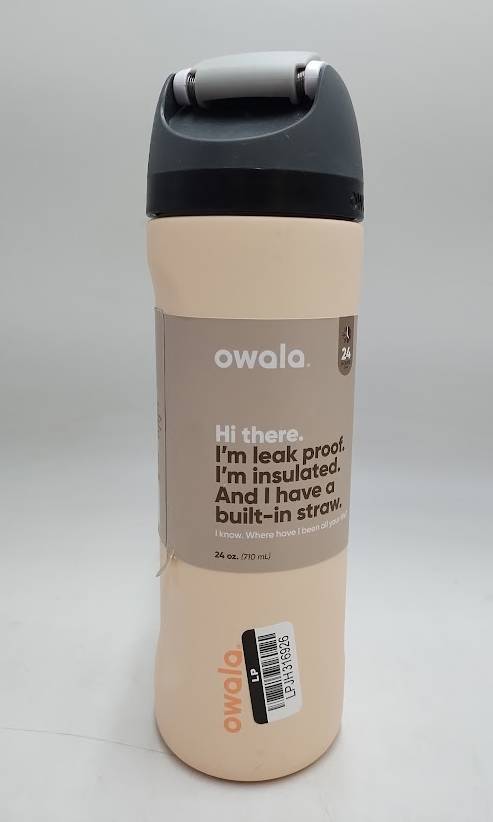 owala.
24
Hi there.
I'm leak proof.
I'm insulated.
And I have a
built-in straw.
I know. Where have I been all your
24 oz. (710 mL)
owala.
LP
LPJH316926